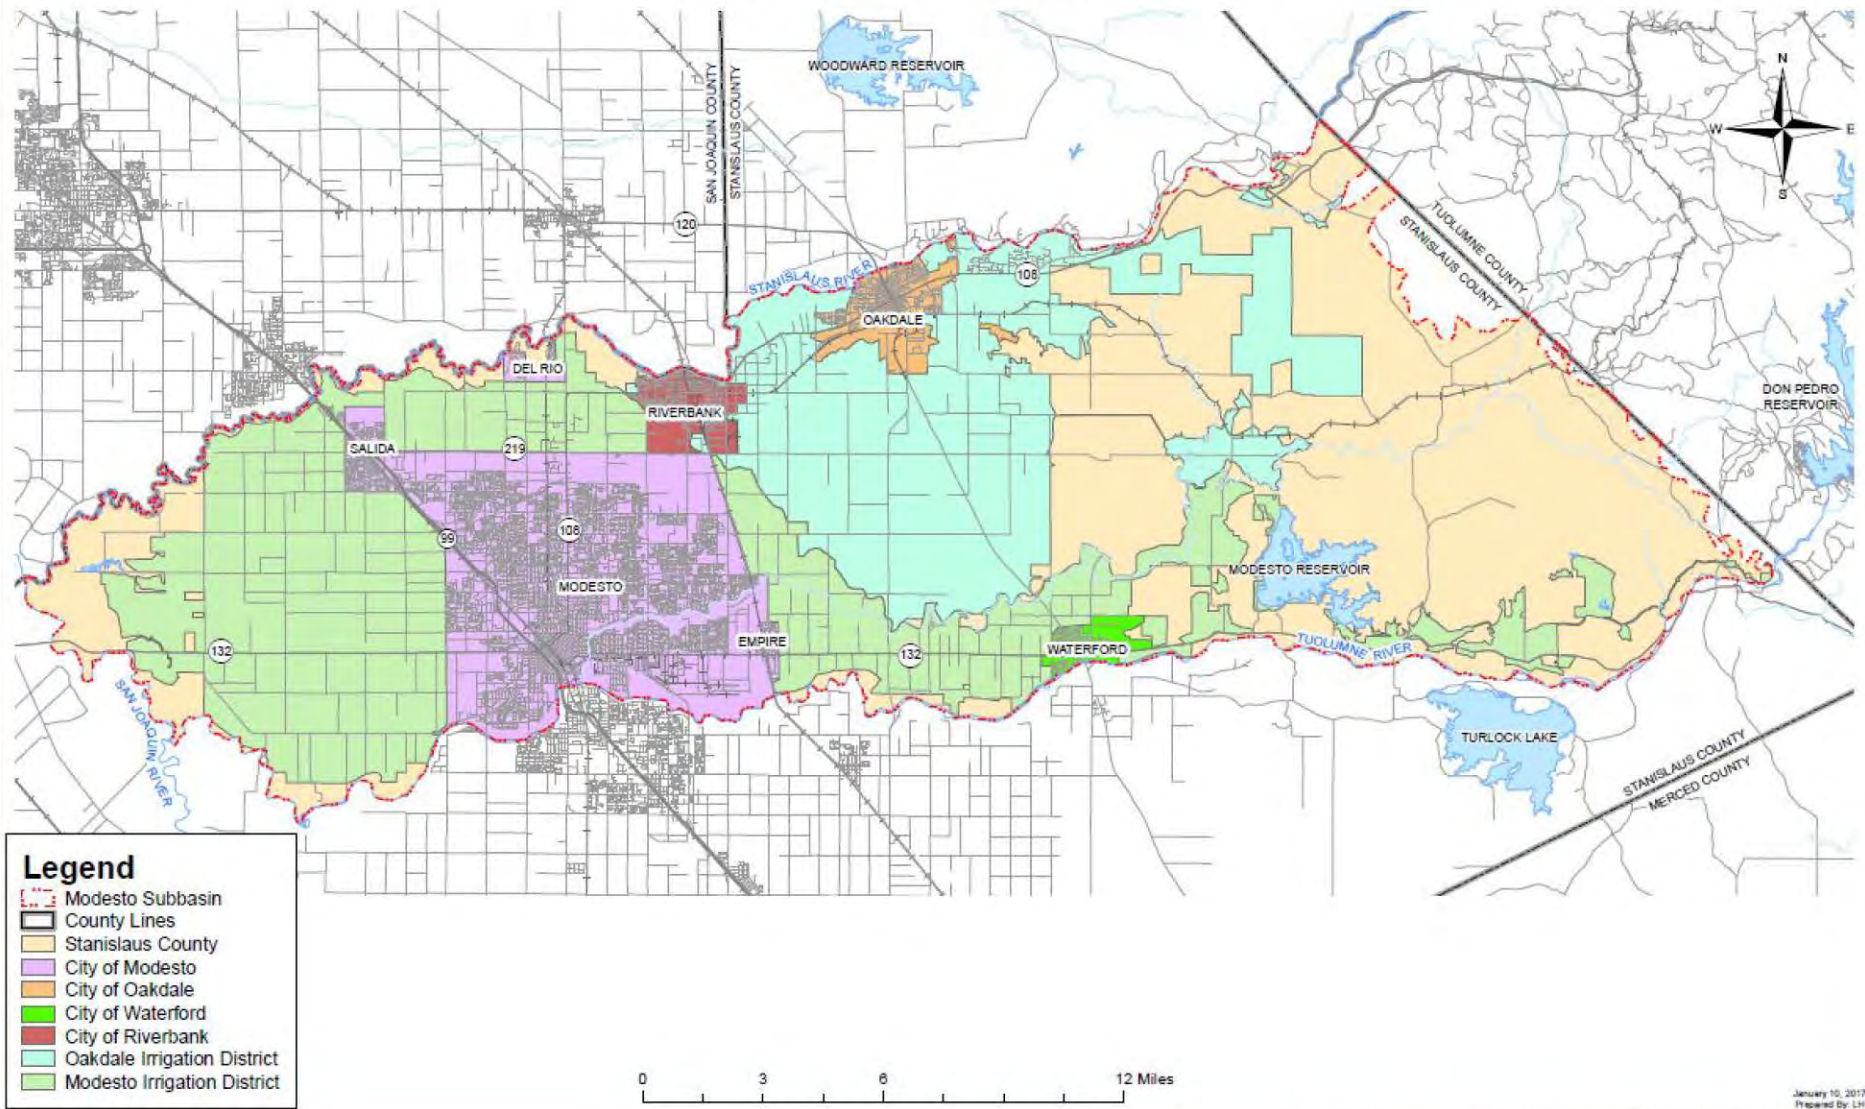 WOODWARD RESERVOIR
SAN JOAQUIN COUNTY
STANISLAUS COUNTY
N
W
E
S
120
TUOLUMNE COUNTY
STANISLAUS COUNTY
STANISLAUS RIVER
108
OAKDALE
DEL RIO
DON PEDRO
RESERVOIR
RIVERBANK
SALIDA
219
108
99
MODESTO
MODESTO RESERVOIR
EMPIRE
132
132
WATERFORD
TUOLUMNE RIVER
SAN JOAQUIN RIVER
TURLOCK LAKE
STANISLAUS COUNTY
MERCED COUNTY
Legend
Modesto Subbasin
County Lines
Stanislaus County
City of Modesto
City of Oakdale
City of Waterford
City of Riverbank
Oakdale Irrigation District
Modesto Irrigation District
0 3 6 12 Miles
January 10, 2017
Prepared By: LH